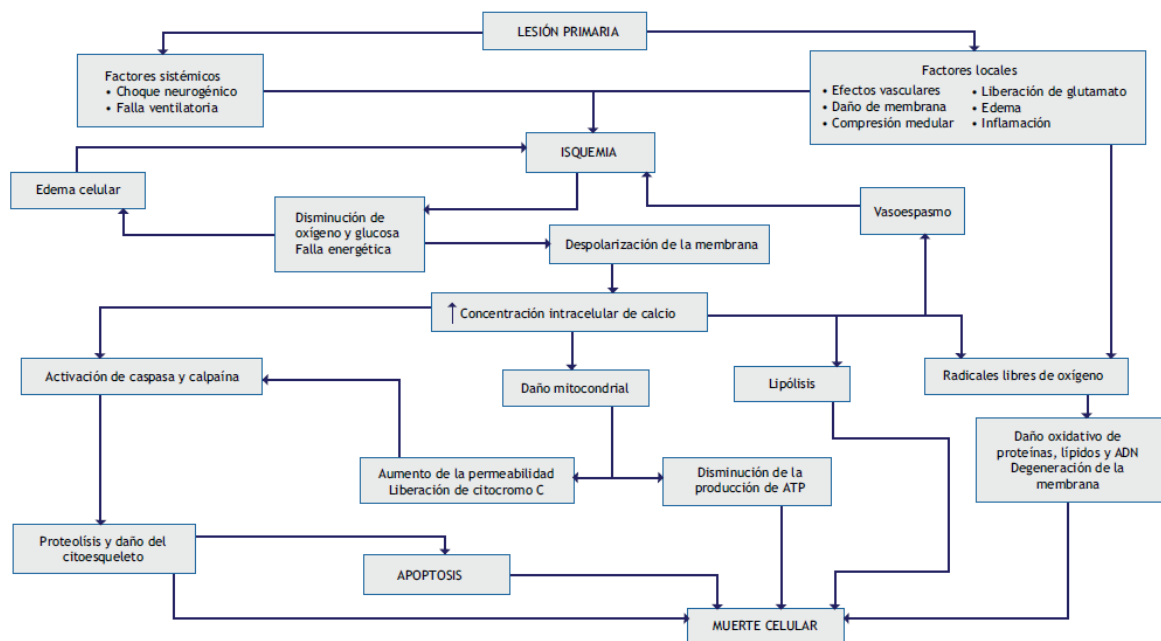 LESIÓN PRIMARIA
Factores sistémicos
• Choque neurogénico
• Falla ventilatoria
Factores locales
• Efectos vasculares
• Daño de membrana
• Compresión medular
• Liberación de glutamato
• Edema
• Inflamación
ISQUEMIA
Edema celular
Vasoespasmo
Disminución de
oxígeno y glucosa
Falla energética
Despolarización de la membrana
↑ Concentración intracelular de calcio
Activación de caspasa y calpaína
Daño mitocondrial
Lipólisis
Radicales libres de oxígeno
Aumento de la permeabilidad
Liberación de citocromo C
Disminución de la
producción de ATP
Daño oxidativo de
proteínas, lípidos y ADN
Degeneración de la
membrana
Proteolísis y daño del
citoesqueleto
APOPTOSIS
MUERTE CELULAR